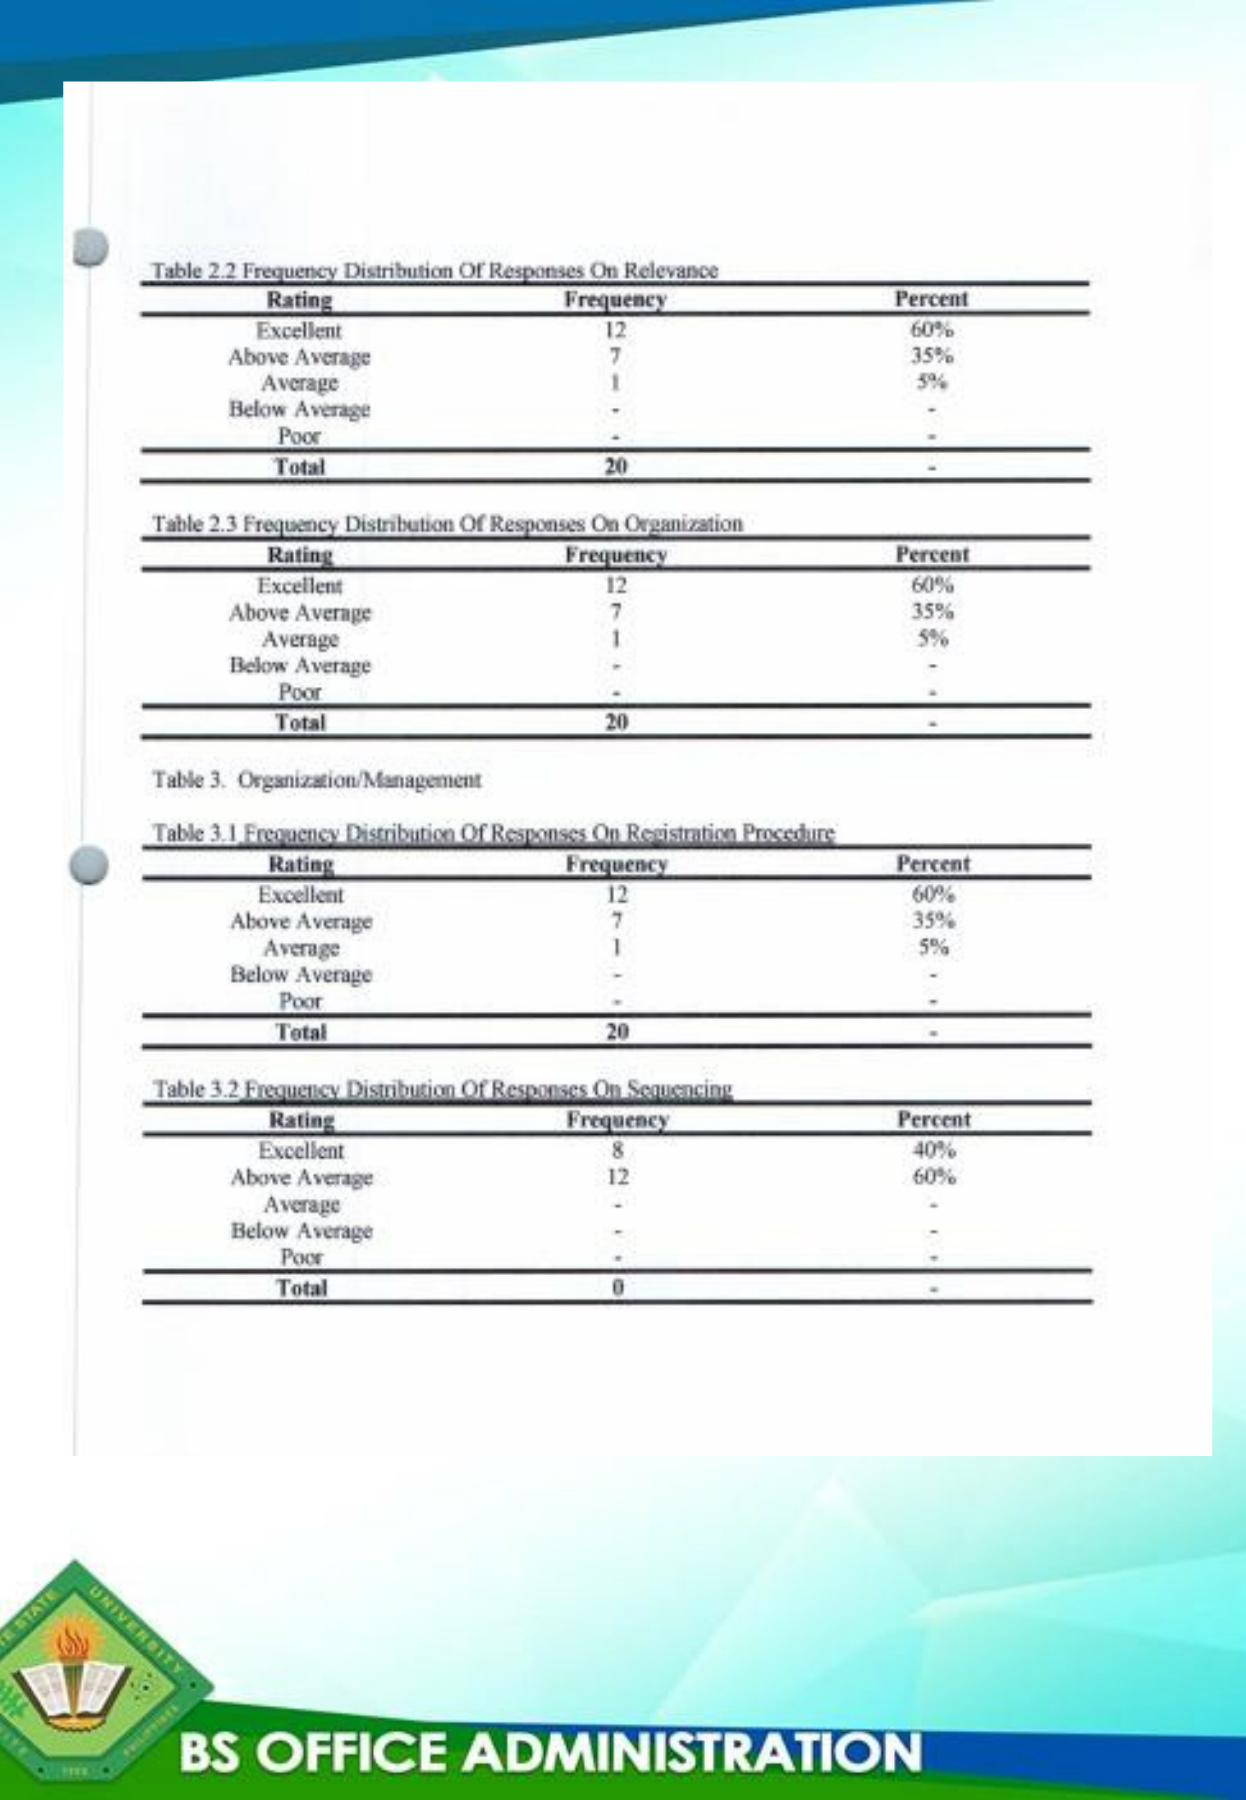 Table 2.2 Frequency Distribution Of Responses On Relevance
Rating Frequency Percent
Excellent 12 60%
Above Average 7 35%
Average 1 5%
Below Average - -
Poor - -
Total 20 -
Table 2.3 Frequency Distribution Of Responses On Organization
Rating Frequency Percent
Excellent 12 60%
Above Average 7 35%
Average 1 5%
Below Average - -
Poor - -
Total 20 -
Table 3. Organization/Management
Table 3.1 Frequency Distribution Of Responses On Registration Procedure
Rating Frequency Percent
Excellent 12 60%
Above Average 7 35%
Average 1 5%
Below Average - -
Poor - -
Total 20 -
Table 3.2 Frequency Distribution Of Responses On Sequencing
Rating Frequency Percent
Excellent 8 40%
Above Average 12 60%
Average - -
Below Average - -
Poor - -
Total 0 -
STATE UNIVERSITY
PHILIPPINES
BS OFFICE ADMINISTRATION